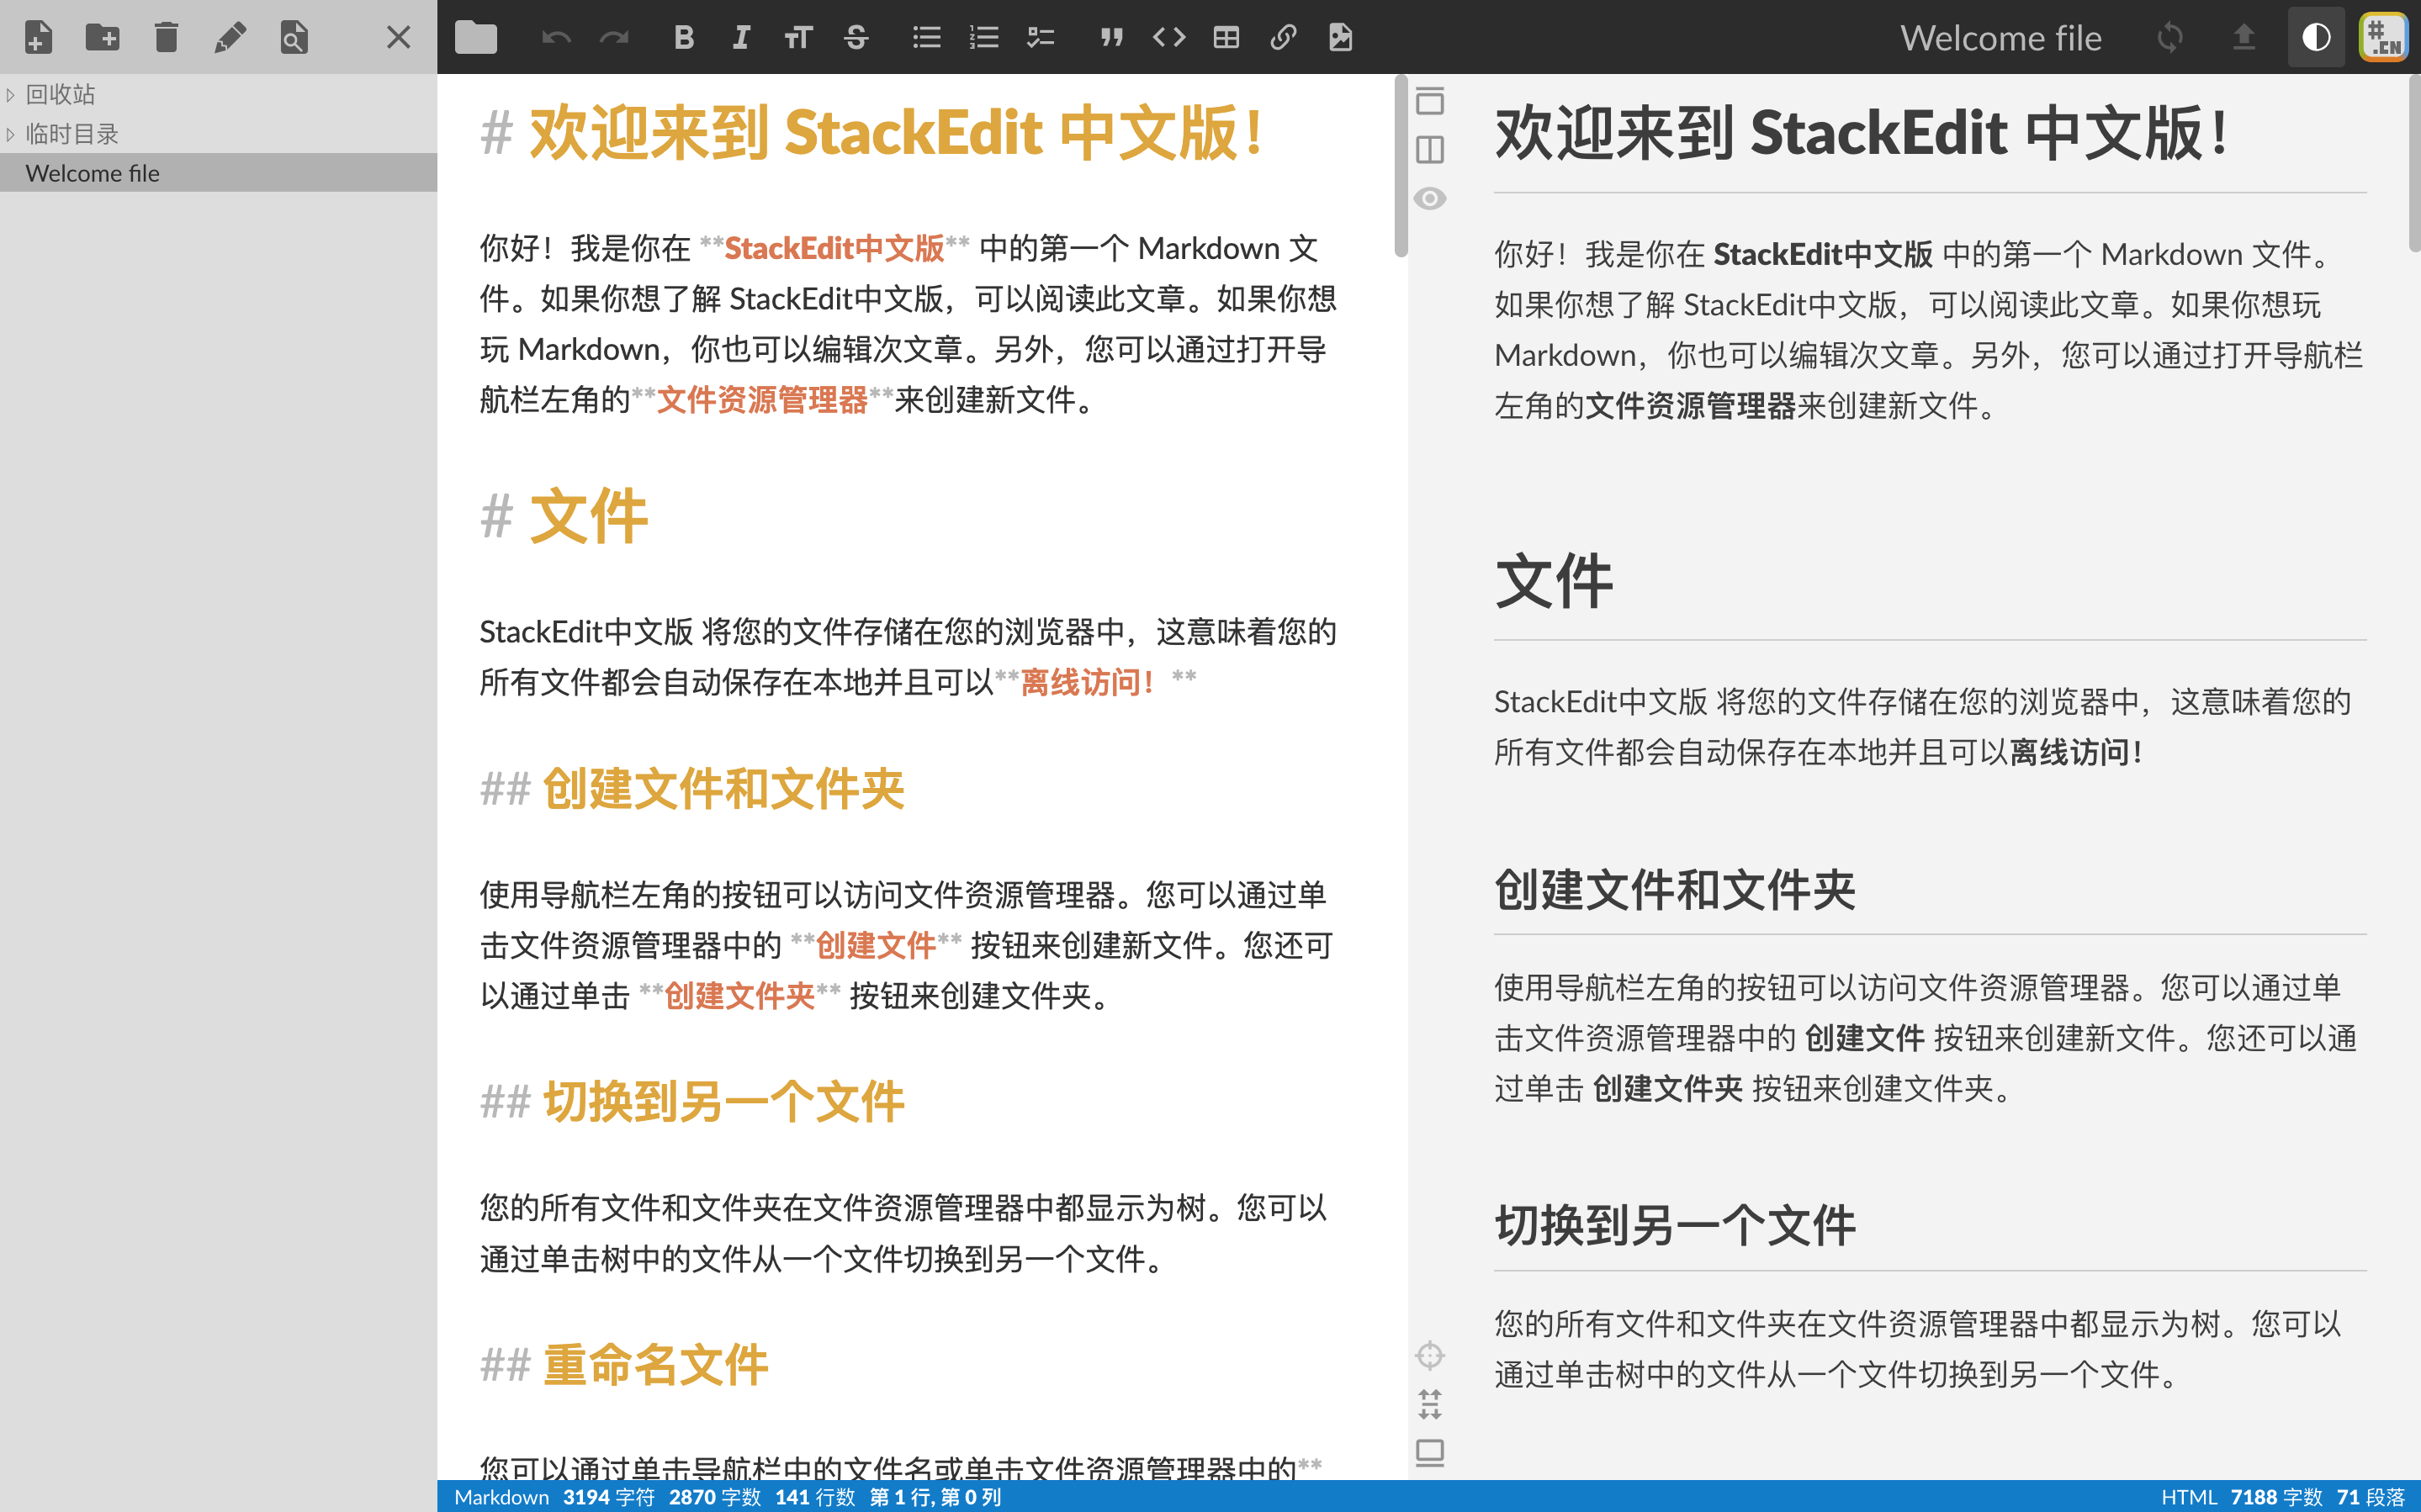 Welcome file
#.CN
回收站
临时目录
Welcome file
# 欢迎来到 StackEdit 中文版！
你好！我是你在 **StackEdit中文版** 中的第一个 Markdown 文
件。如果你想了解 StackEdit中文版，可以阅读此文章。如果你想
玩 Markdown，你也可以编辑次文章。另外，您可以通过打开导
航栏左角的**文件资源管理器**来创建新文件。
# 文件
StackEdit中文版 将您的文件存储在您的浏览器中，这意味着您的
所有文件都会自动保存在本地并且可以**离线访问！**
## 创建文件和文件夹
使用导航栏左角的按钮可以访问文件资源管理器。您可以通过单
击文件资源管理器中的 **创建文件** 按钮来创建新文件。您还可
以通过单击 **创建文件夹** 按钮来创建文件夹。
## 切换到另一个文件
您的所有文件和文件夹在文件资源管理器中都显示为树。您可以
通过单击树中的文件从一个文件切换到另一个文件。
## 重命名文件
您可以通过单击导航栏中的文件名或单击文件资源管理器中的**
欢迎来到 StackEdit 中文版！
你好！我是你在 StackEdit中文版 中的第一个 Markdown 文件。
如果你想了解 StackEdit中文版，可以阅读此文章。如果你想玩
Markdown，你也可以编辑次文章。另外，您可以通过打开导航栏
左角的文件资源管理器来创建新文件。
文件
StackEdit中文版 将您的文件存储在您的浏览器中，这意味着您的
所有文件都会自动保存在本地并且可以离线访问！
创建文件和文件夹
使用导航栏左角的按钮可以访问文件资源管理器。您可以通过单
击文件资源管理器中的 创建文件 按钮来创建新文件。您还可以通
过单击 创建文件夹 按钮来创建文件夹。
切换到另一个文件
您的所有文件和文件夹在文件资源管理器中都显示为树。您可以
通过单击树中的文件从一个文件切换到另一个文件。
Markdown 3194 字符 2870 字数 141 行数 第 1 行, 第 0 列
HTML 7188 字数 71 段落